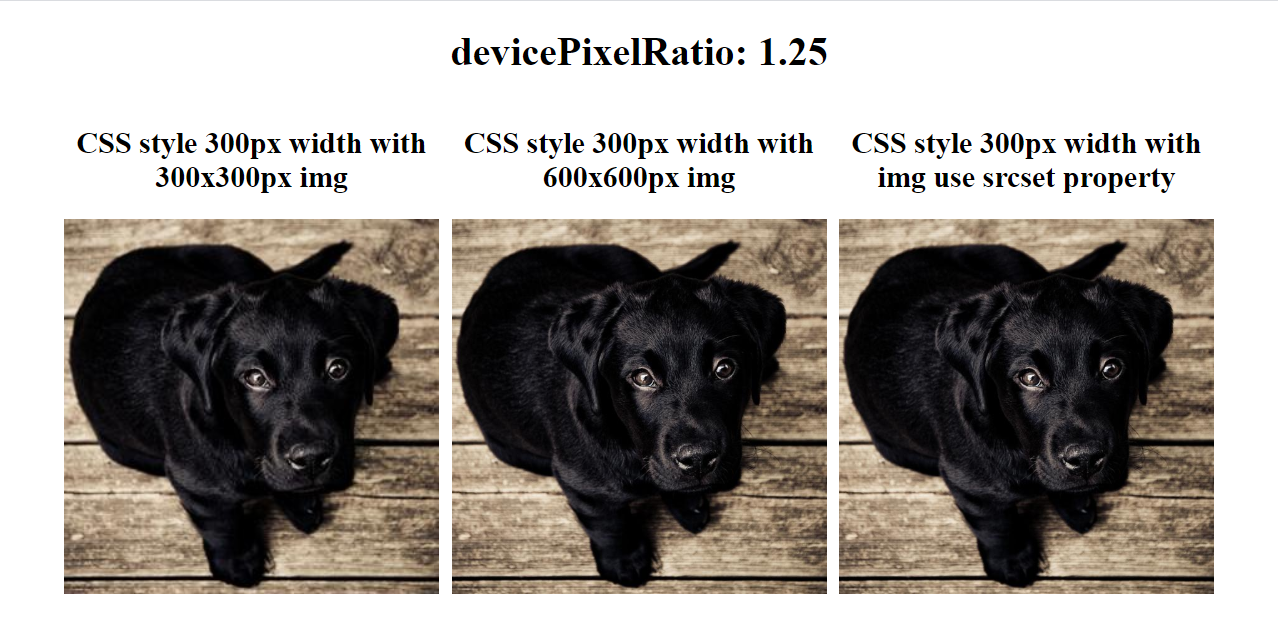 devicePixelRatio: 1.25
CSS style 300px width with
300x300px img
CSS style 300px width with
600x600px img
CSS style 300px width with
img use srcset property